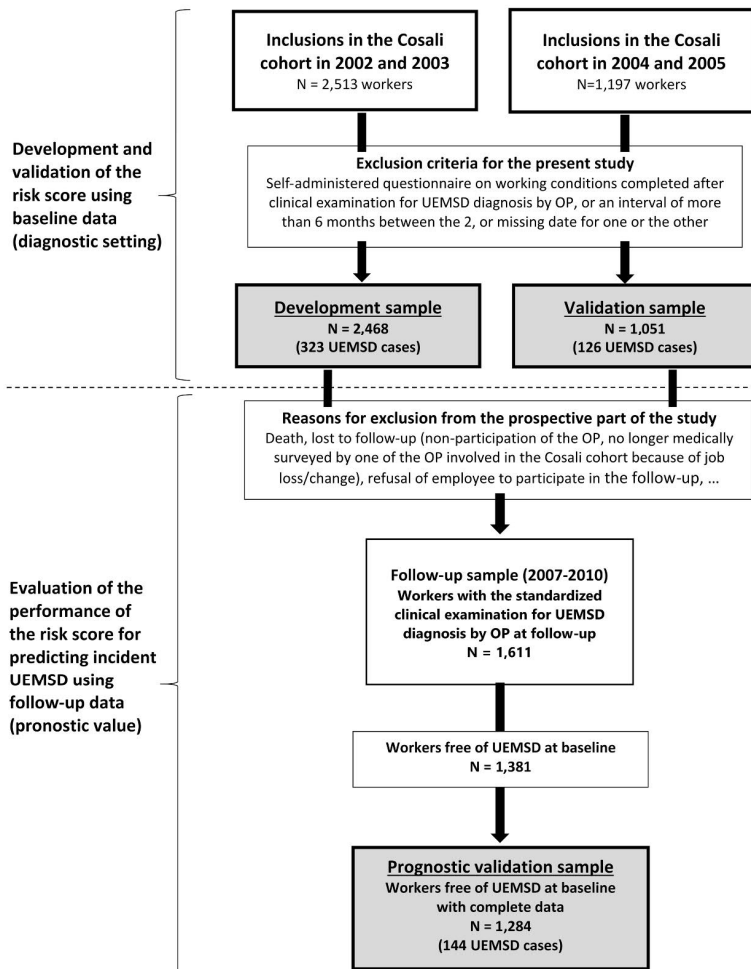 Inclusions in the Cosali
cohort in 2002 and 2003
N = 2,513 workers
Inclusions in the Cosali
cohort in 2004 and 2005
N=1,197 workers
Development and
validation of the
risk score using
baseline data
(diagnostic setting)
Exclusion criteria for the present study
Self-administered questionnaire on working conditions completed after
clinical examination for UEMSD diagnosis by OP, or an interval of more
than 6 months between the 2, or missing date for one or the other
Development sample
N = 2,468
(323 UEMSD cases)
Validation sample
N = 1,051
(126 UEMSD cases)
Reasons for exclusion from the prospective part of the study
Death, lost to follow-up (non-participation of the OP, no longer medically
surveyed by one of the OP involved in the Cosali cohort because of job
loss/change), refusal of employee to participate in the follow-up, ...
Evaluation of the
performance of
the risk score for
predicting incident
UEMSD using
follow-up data
(pronostic value)
Follow-up sample (2007-2010)
Workers with the standardized
clinical examination for UEMSD
diagnosis by OP at follow-up
N = 1,611
Workers free of UEMSD at baseline
N = 1,381
Prognostic validation sample
Workers free of UEMSD at baseline
with complete data
N = 1,284
(144 UEMSD cases)